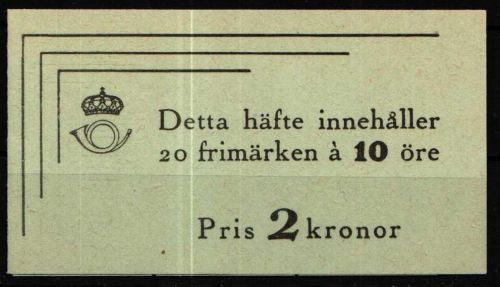 Detta häfte innehåller
20 frimärken à 10 öre
Pris 2 kronor